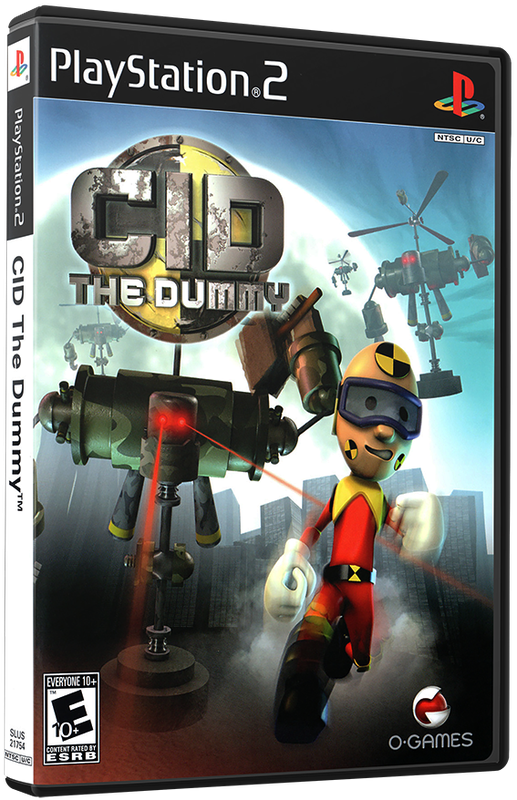 PlayStation®2
NTSC U/C
CID
THE DUMMY
PlayStation®2
CID The Dummy™
SLUS
21754
NTSC U/C
EVERYONE 10+
E
10+
CONTENT RATED BY
ESRB
O·GAMES